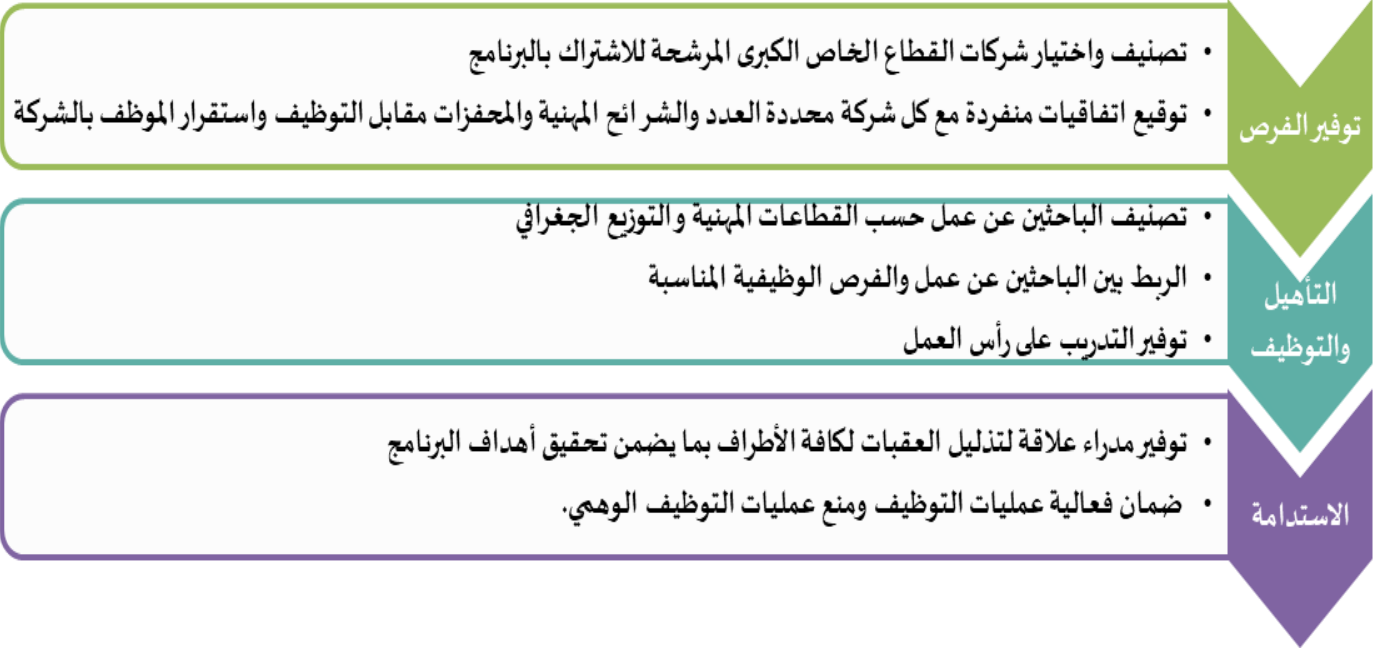 توفير الفرص
• تصنيف واختيار شركات القطاع الخاص الكبرى المرشحة للاشتراك بالبرنامج
• توقيع اتفاقيات منفردة مع كل شركة محددة العدد والشرائح المهنية والمحفزات مقابل التوظيف واستقرار الموظف بالشركة
التأهيل
والتوظيف
• تصنيف الباحثين عن عمل حسب القطاعات المهنية والتوزيع الجغرافي
• الربط بين الباحثين عن عمل والفرص الوظيفية المناسبة
• توفير التدريب على رأس العمل
الاستدامة
• توفير مدراء علاقة لتذليل العقبات لكافة الأطراف بما يضمن تحقيق أهداف البرنامج
• ضمان فعالية عمليات التوظيف ومنع عمليات التوظيف الوهمي.